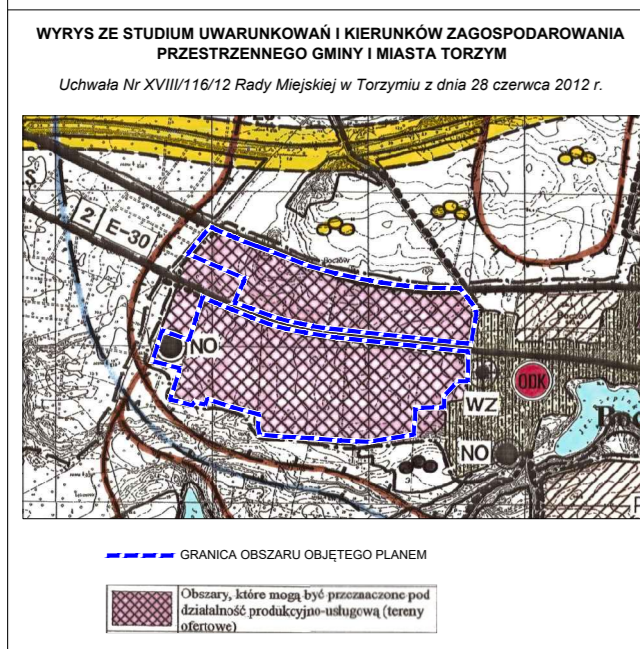 WYRYS ZE STUDIUM UWARUNKOWAŃ I KIERUNKÓW ZAGOSPODAROWANIA
PRZESTRZENNEGO GMINY I MIASTA TORZYM
Uchwała Nr XVIII/116/12 Rady Miejskiej w Torzymiu z dnia 28 czerwca 2012 r.
2
E=30
NO
WZ
ODK
NO
GRANICA OBSZARU OBJĘTEGO PLANEM
Obszary, które mogą być przeznaczone pod
działalność produkcyjno-usługową (tereny
ofertowe)